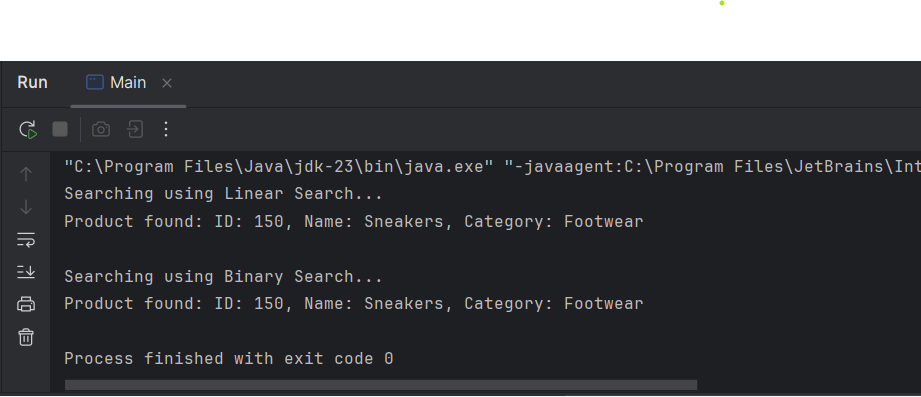 Run Main
"C:\Program Files\Java\jdk-23\bin\java.exe" "-javaagent:C:\Program Files\JetBrains\Int
Searching using Linear Search...
Product found: ID: 150, Name: Sneakers, Category: Footwear
Searching using Binary Search...
Product found: ID: 150, Name: Sneakers, Category: Footwear
Process finished with exit code 0